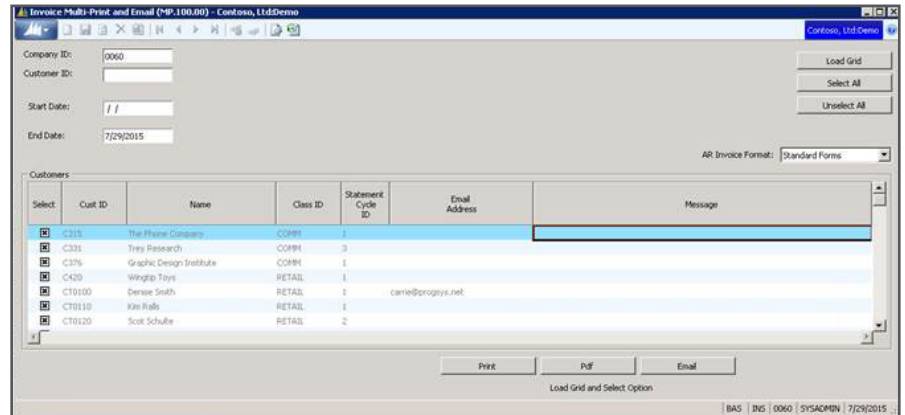 Invoice Multi-Print and Email (MP.100.00) - Contoso, Ltd:Demo
Contoso, Ltd:Demo
Company ID: 0060
Load Grid
Customer ID:
Select All
Start Date: / /
Unselect All
End Date: 7/29/2015
AR Invoice Format: Standard Forms
Customers
Select Cust ID Name Class ID Statement Cycle ID Email Address Message
C315 The Phone Company COMM 1
C331 Trey Research COMM 3
C376 Graphic Design Institute COMM 1
C420 Wingtip Toys RETAIL 1
CT0100 Denise Smith RETAIL 1 carrie@progsys.net
CT0110 Kim Ralls RETAIL 1
CT0120 Scot Schulte RETAIL 2
Print Pdf Email
Load Grid and Select Option
BAS INS 0060 SYSADMIN 7/29/2015